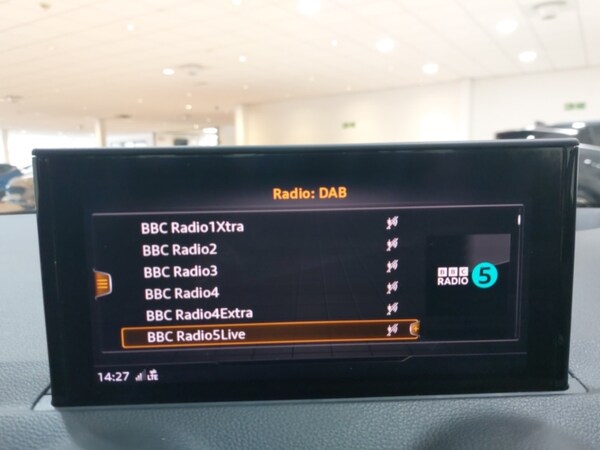 Radio: DAB
BBC Radio1Xtra
BBC Radio2
BBC Radio3
BBC Radio4
BBC Radio4Extra
BBC Radio5Live
BBC
RADIO 5
14:27 LTE